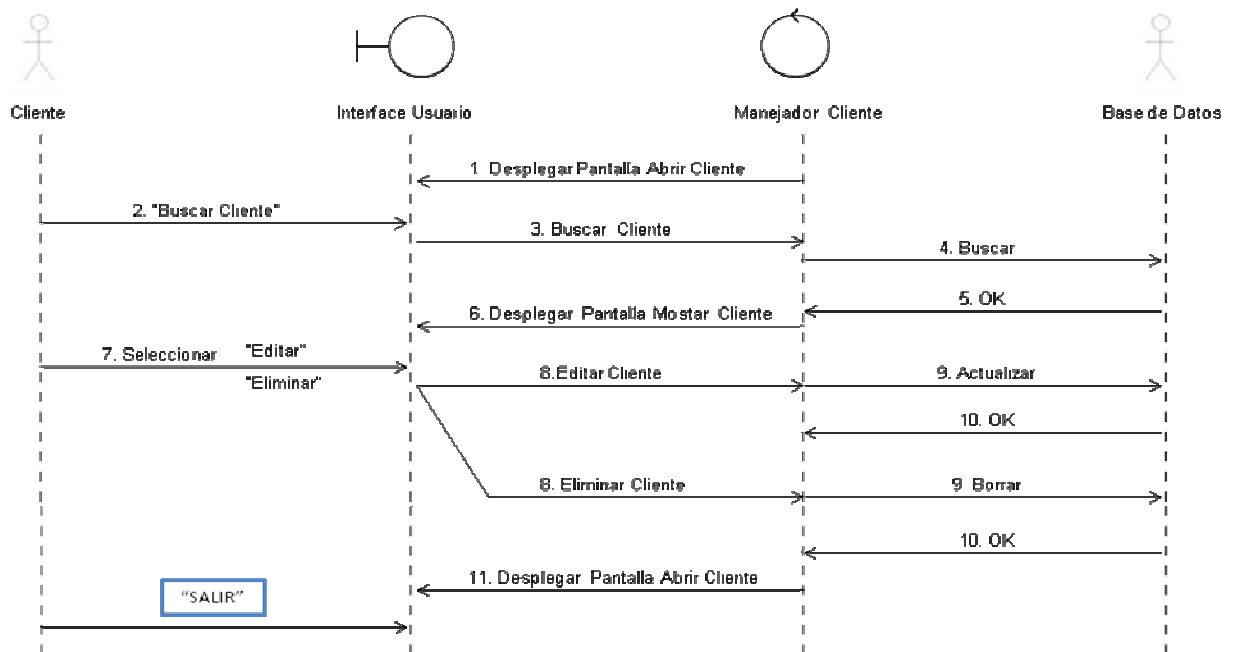 Cliente
Interface Usuario
Manejador Cliente
Base de Datos
1 Desplegar Pantalla Abrir Cliente
2. "Buscar Cliente"
3. Buscar Cliente
4. Buscar
5. OK
6. Desplegar Pantalla Mostar Cliente
7. Seleccionar "Editar"
"Eliminar"
8.Editar Cliente
9. Actualizar
10. OK
8. Eliminar Cliente
9 Borrar
10. OK
11. Desplegar Pantalla Abrir Cliente
“SALIR”